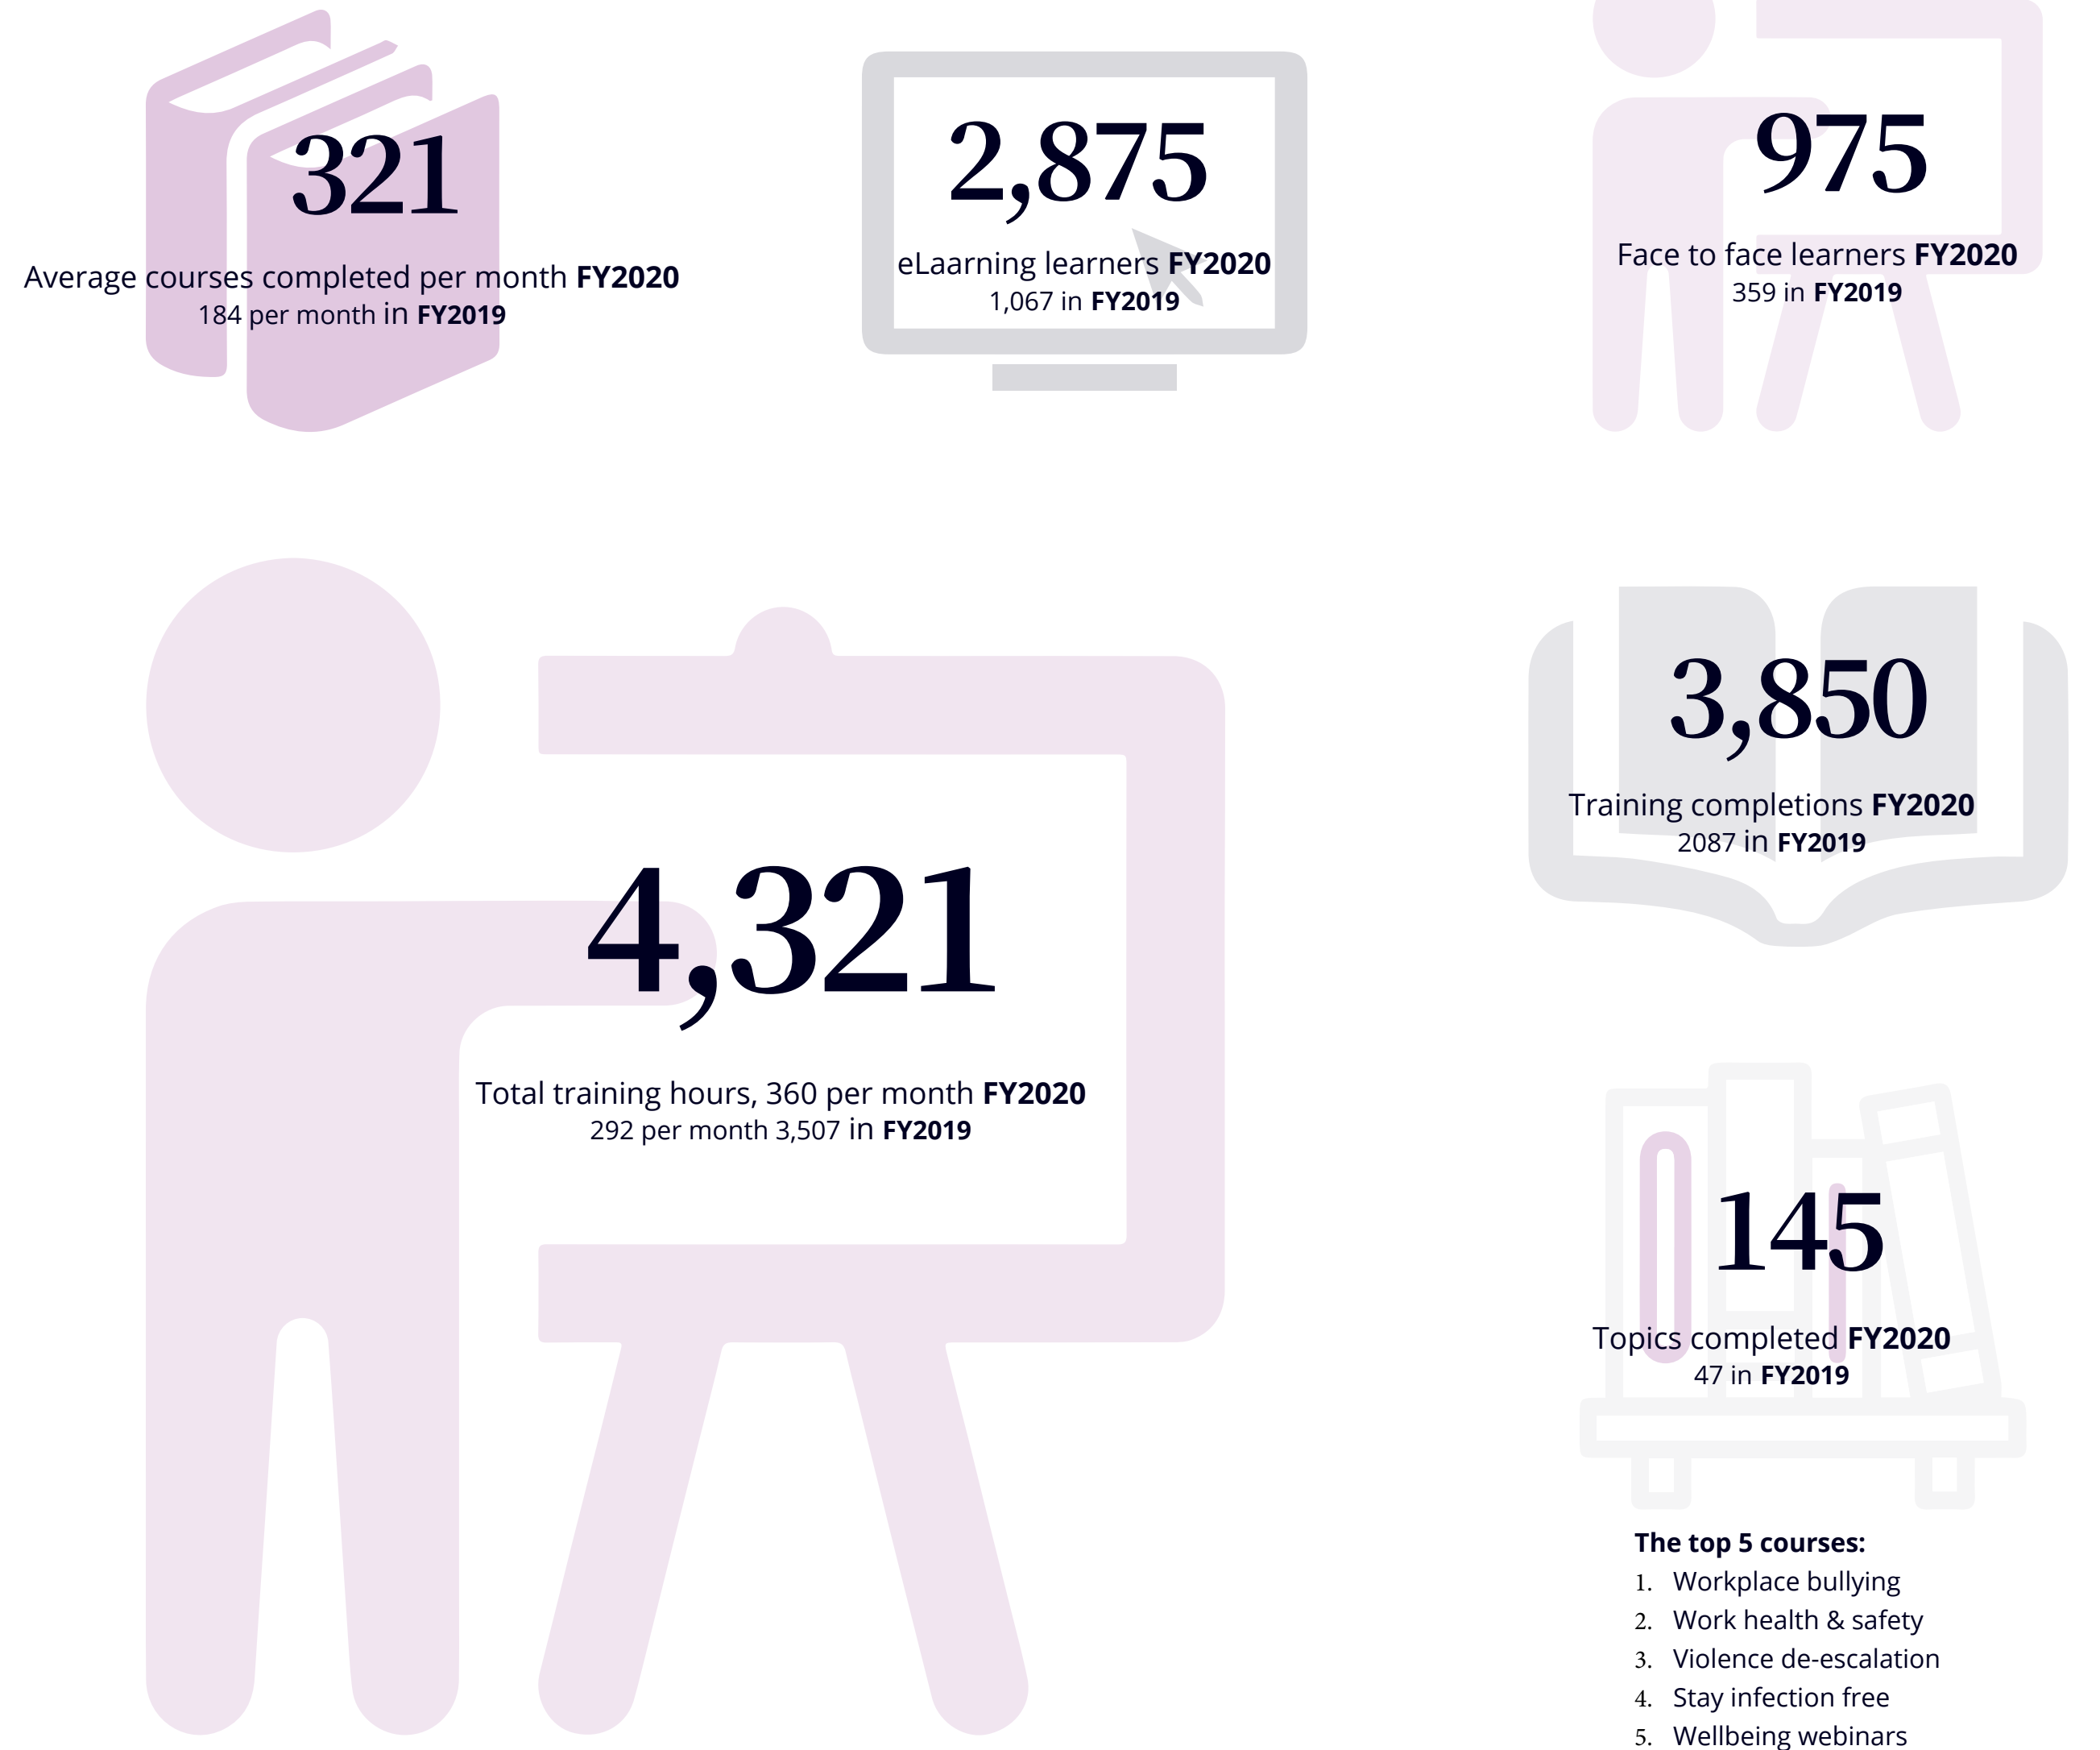 321
Average courses completed per month FY2020
184 per month in FY2019
2,875
eLaarning learners FY2020
1,067 in FY2019
975
Face to face learners FY2020
359 in FY2019
4,321
Total training hours, 360 per month FY2020
292 per month 3,507 in FY2019
3,850
Training completions FY2020
2087 in FY2019
145
Topics completed FY2020
47 in FY2019
The top 5 courses:
1. Workplace bullying
2. Work health & safety
3. Violence de-escalation
4. Stay infection free
5. Wellbeing webinars